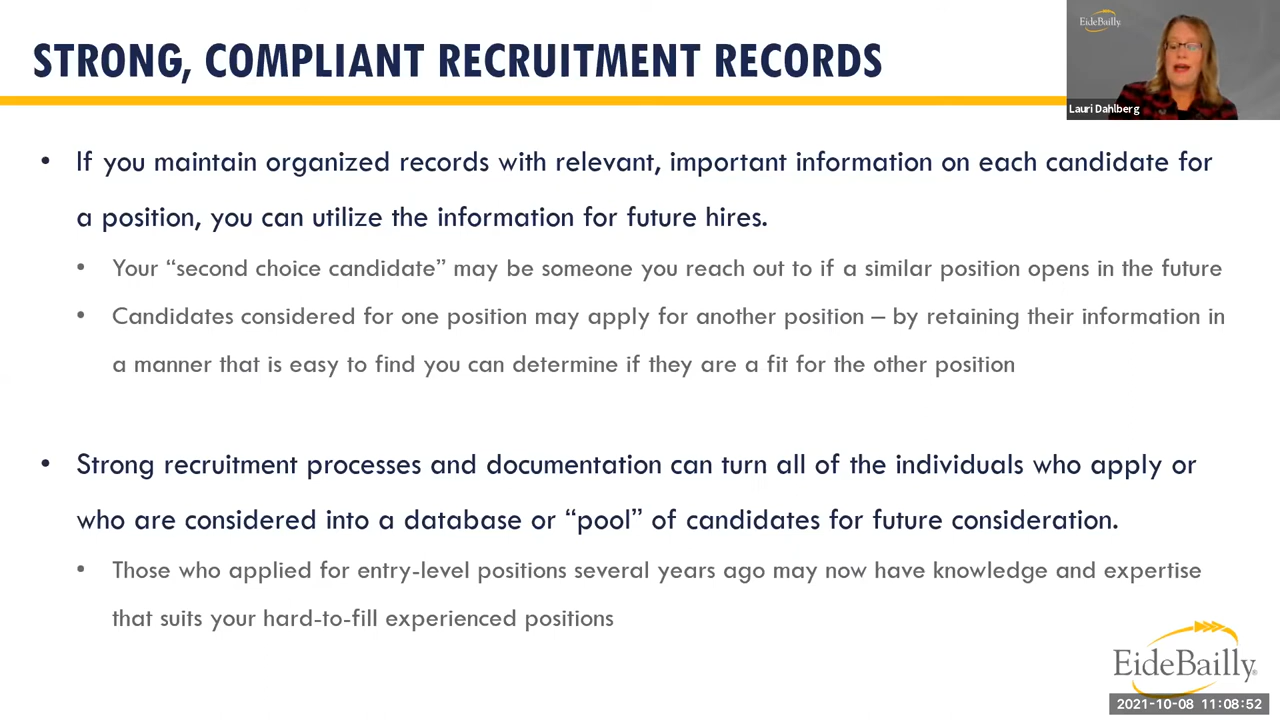 STRONG, COMPLIANT RECRUITMENT RECORDS
EideBailly
Lauri Dahlberg
• If you maintain organized records with relevant, important information on each candidate for
a position, you can utilize the information for future hires.
• Your “second choice candidate” may be someone you reach out to if a similar position opens in the future
• Candidates considered for one position may apply for another position – by retaining their information in
a manner that is easy to find you can determine if they are a fit for the other position
• Strong recruitment processes and documentation can turn all of the individuals who apply or
who are considered into a database or “pool” of candidates for future consideration.
• Those who applied for entry-level positions several years ago may now have knowledge and expertise
that suits your hard-to-fill experienced positions
EideBailly®
2021-10-08 11:08:52